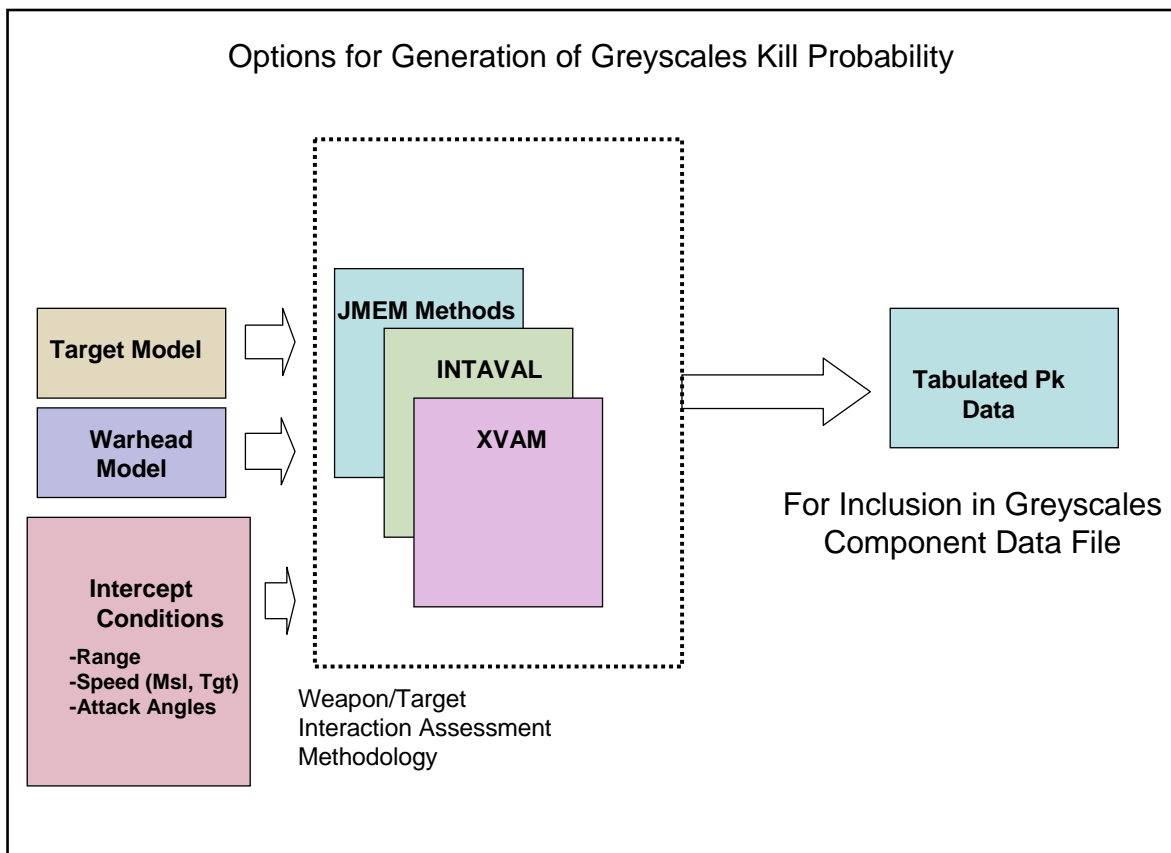 Options for Generation of Greyscales Kill Probability
Target Model
Warhead
Model
Intercept
Conditions
-Range
-Speed (Msl, Tgt)
-Attack Angles
JMEM Methods
INTAVAL
XVAM
Weapon/Target
Interaction Assessment
Methodology
Tabulated Pk
Data
For Inclusion in Greyscales
Component Data File